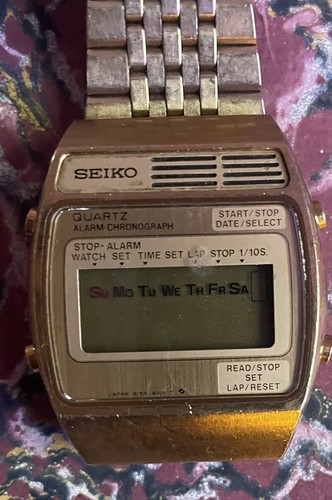 SEIKO
QUARTZ
ALARM CHRONOGRAPH
START/STOP
DATE/SELECT
STOP-ALARM
WATCH SET TIME SET LAP STOP 1/10S.
SU MO TU WE TH FR SA
READ/STOP
SET
LAP/RESET
JAPAN